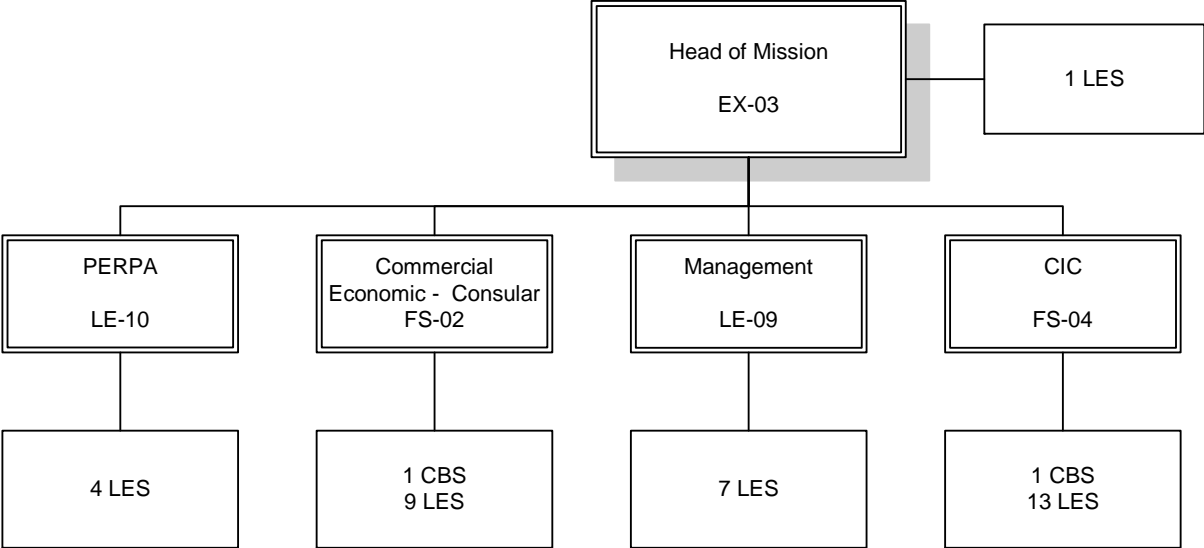 Head of Mission
EX-03
1 LES
PERPA
LE-10
Commercial
Economic - Consular
FS-02
Management
LE-09
CIC
FS-04
4 LES
1 CBS
9 LES
7 LES
1 CBS
13 LES